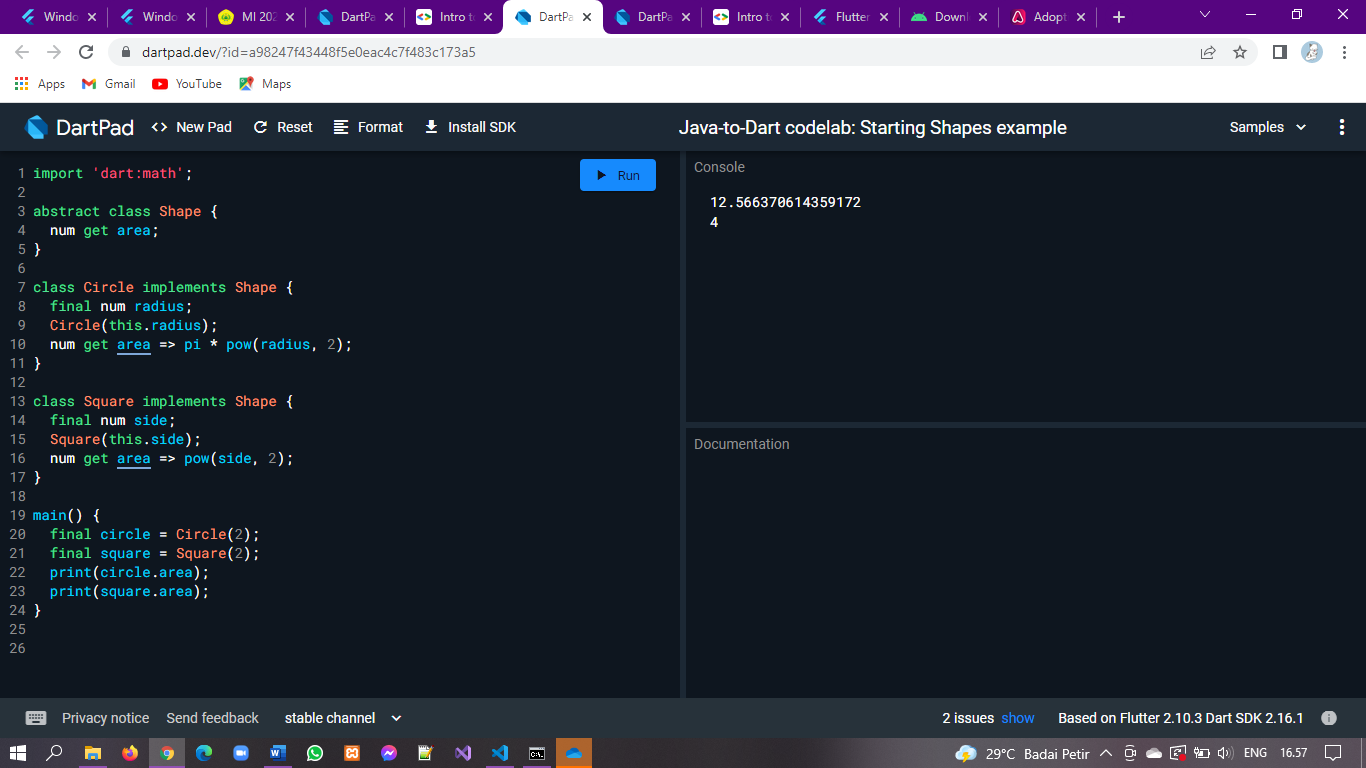 Windo
Windo
MI 202
DartPa
Intro t
DartPa
DartPa
Intro t
Flutter
Downl
Adopt
dartpad.dev/?id=a98247f43448f5e0eac4c7f483c173a5
Apps Gmail YouTube Maps
DartPad <> New Pad Reset Format Install SDK Java-to-Dart codelab: Starting Shapes example Samples
1 import 'dart:math';
2
3 abstract class Shape {
4 num get area;
5 }
6
7 class Circle implements Shape {
8 final num radius;
9 Circle(this.radius);
10 num get area => pi * pow(radius, 2);
11 }
12
13 class Square implements Shape {
14 final num side;
15 Square(this.side);
16 num get area => pow(side, 2);
17 }
18
19 main() {
20 final circle = Circle(2);
21 final square = Square(2);
22 print(circle.area);
23 print(square.area);
24 }
25
26
Run
Console
12.566370614359172
4
Documentation
Privacy notice Send feedback stable channel 2 issues show Based on Flutter 2.10.3 Dart SDK 2.16.1
29°C Badai Petir ENG 16.57